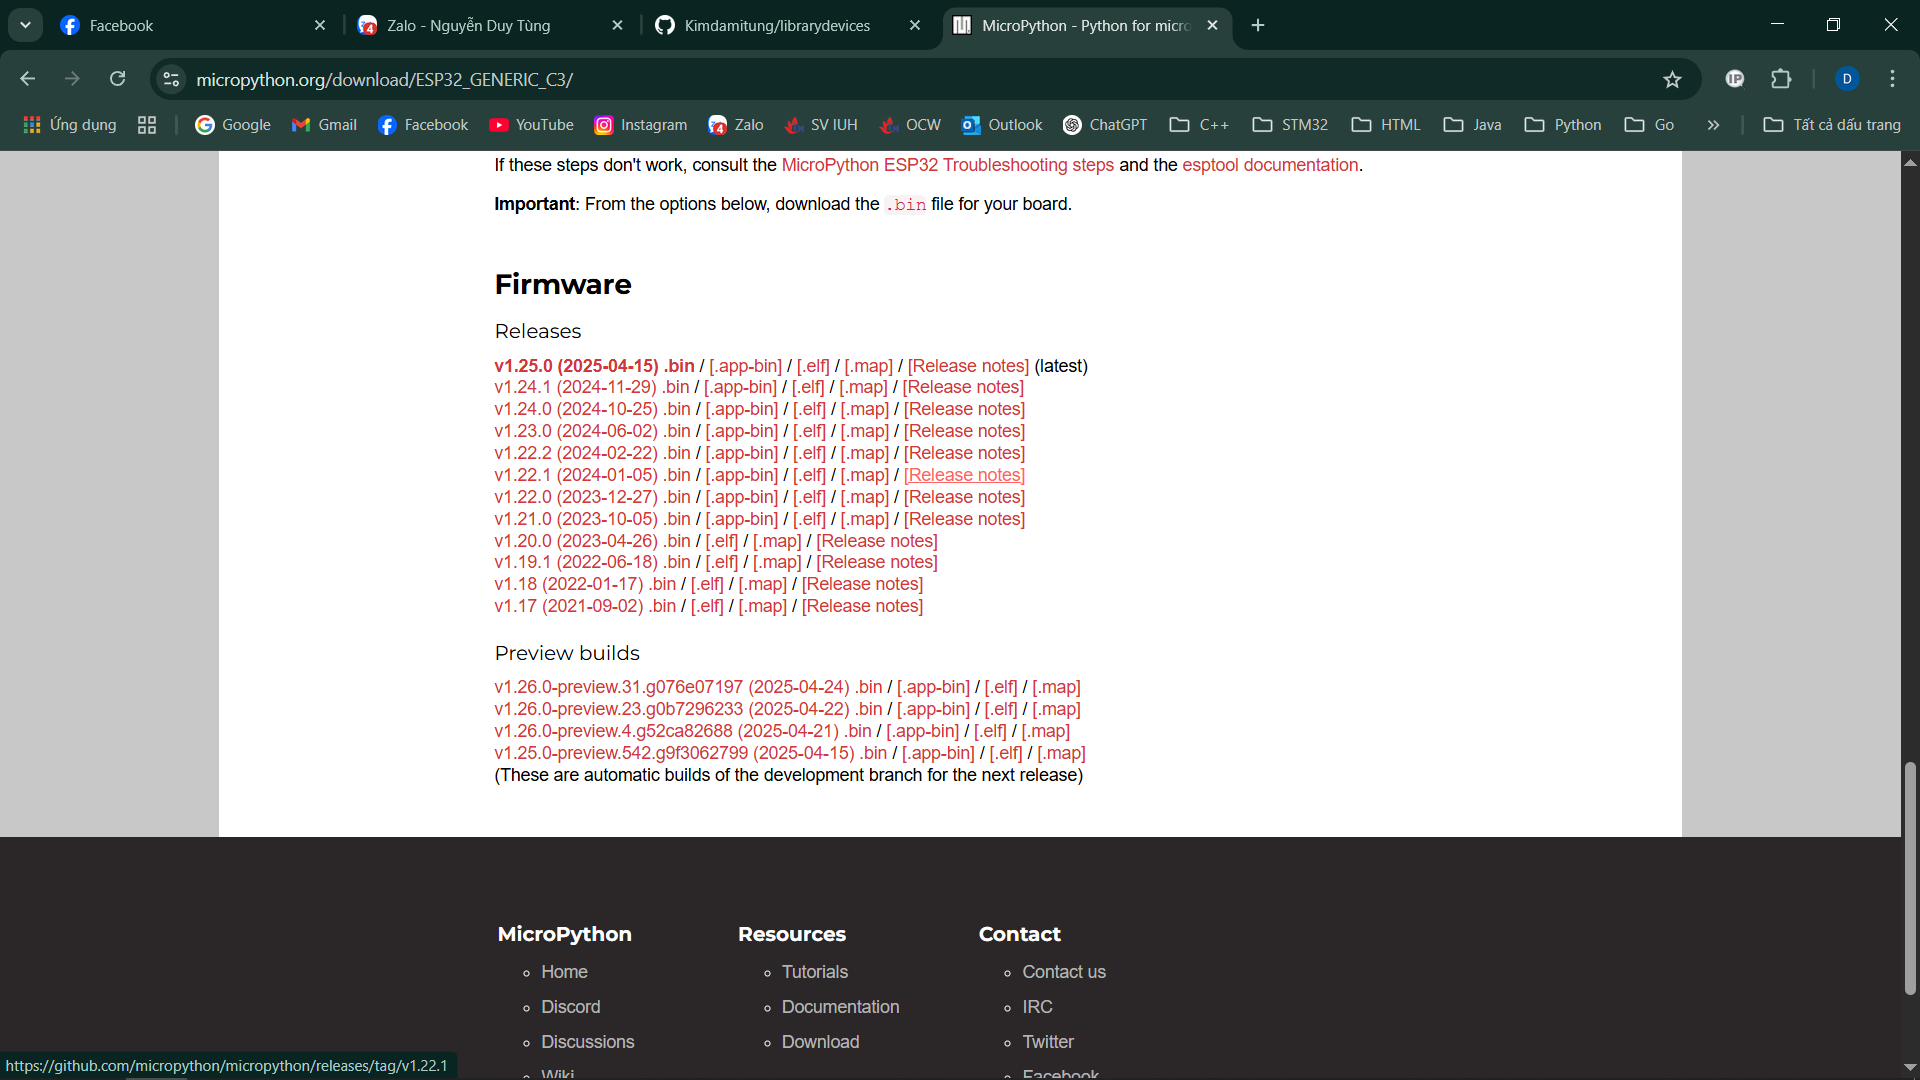 Facebook
Zalo - Nguyễn Duy Tùng
Kimdamitung/librarydevices
MicroPython - Python for micro
micropython.org/download/ESP32_GENERIC_C3/
IP
D
Ứng dụng
Google
Gmail
Facebook
YouTube
Instagram
Zalo
SV IUH
OCW
Outlook
ChatGPT
C++
STM32
HTML
Java
Python
Go
Tất cả dấu trang
If these steps don't work, consult the MicroPython ESP32 Troubleshooting steps and the esptool documentation.
Important: From the options below, download the .bin file for your board.
Firmware
Releases
v1.25.0 (2025-04-15) .bin / [.app-bin] / [.elf] / [.map] / [Release notes] (latest)
v1.24.1 (2024-11-29) .bin / [.app-bin] / [.elf] / [.map] / [Release notes]
v1.24.0 (2024-10-25) .bin / [.app-bin] / [.elf] / [.map] / [Release notes]
v1.23.0 (2024-06-02) .bin / [.app-bin] / [.elf] / [.map] / [Release notes]
v1.22.2 (2024-02-22) .bin / [.app-bin] / [.elf] / [.map] / [Release notes]
v1.22.1 (2024-01-05) .bin / [.app-bin] / [.elf] / [.map] / [Release notes]
v1.22.0 (2023-12-27) .bin / [.app-bin] / [.elf] / [.map] / [Release notes]
v1.21.0 (2023-10-05) .bin / [.app-bin] / [.elf] / [.map] / [Release notes]
v1.20.0 (2023-04-26) .bin / [.elf] / [.map] / [Release notes]
v1.19.1 (2022-06-18) .bin / [.elf] / [.map] / [Release notes]
v1.18 (2022-01-17) .bin / [.elf] / [.map] / [Release notes]
v1.17 (2021-09-02) .bin / [.elf] / [.map] / [Release notes]
Preview builds
v1.26.0-preview.31.g076e07197 (2025-04-24) .bin / [.app-bin] / [.elf] / [.map]
v1.26.0-preview.23.g0b7296233 (2025-04-22) .bin / [.app-bin] / [.elf] / [.map]
v1.26.0-preview.4.g52ca82688 (2025-04-21) .bin / [.app-bin] / [.elf] / [.map]
v1.25.0-preview.542.g9f3062799 (2025-04-15) .bin / [.app-bin] / [.elf] / [.map]
(These are automatic builds of the development branch for the next release)
MicroPython
Home
Discord
Discussions
Wiki
Resources
Tutorials
Documentation
Download
Contact
Contact us
IRC
Twitter
Facebook
https://github.com/micropython/micropython/releases/tag/v1.22.1